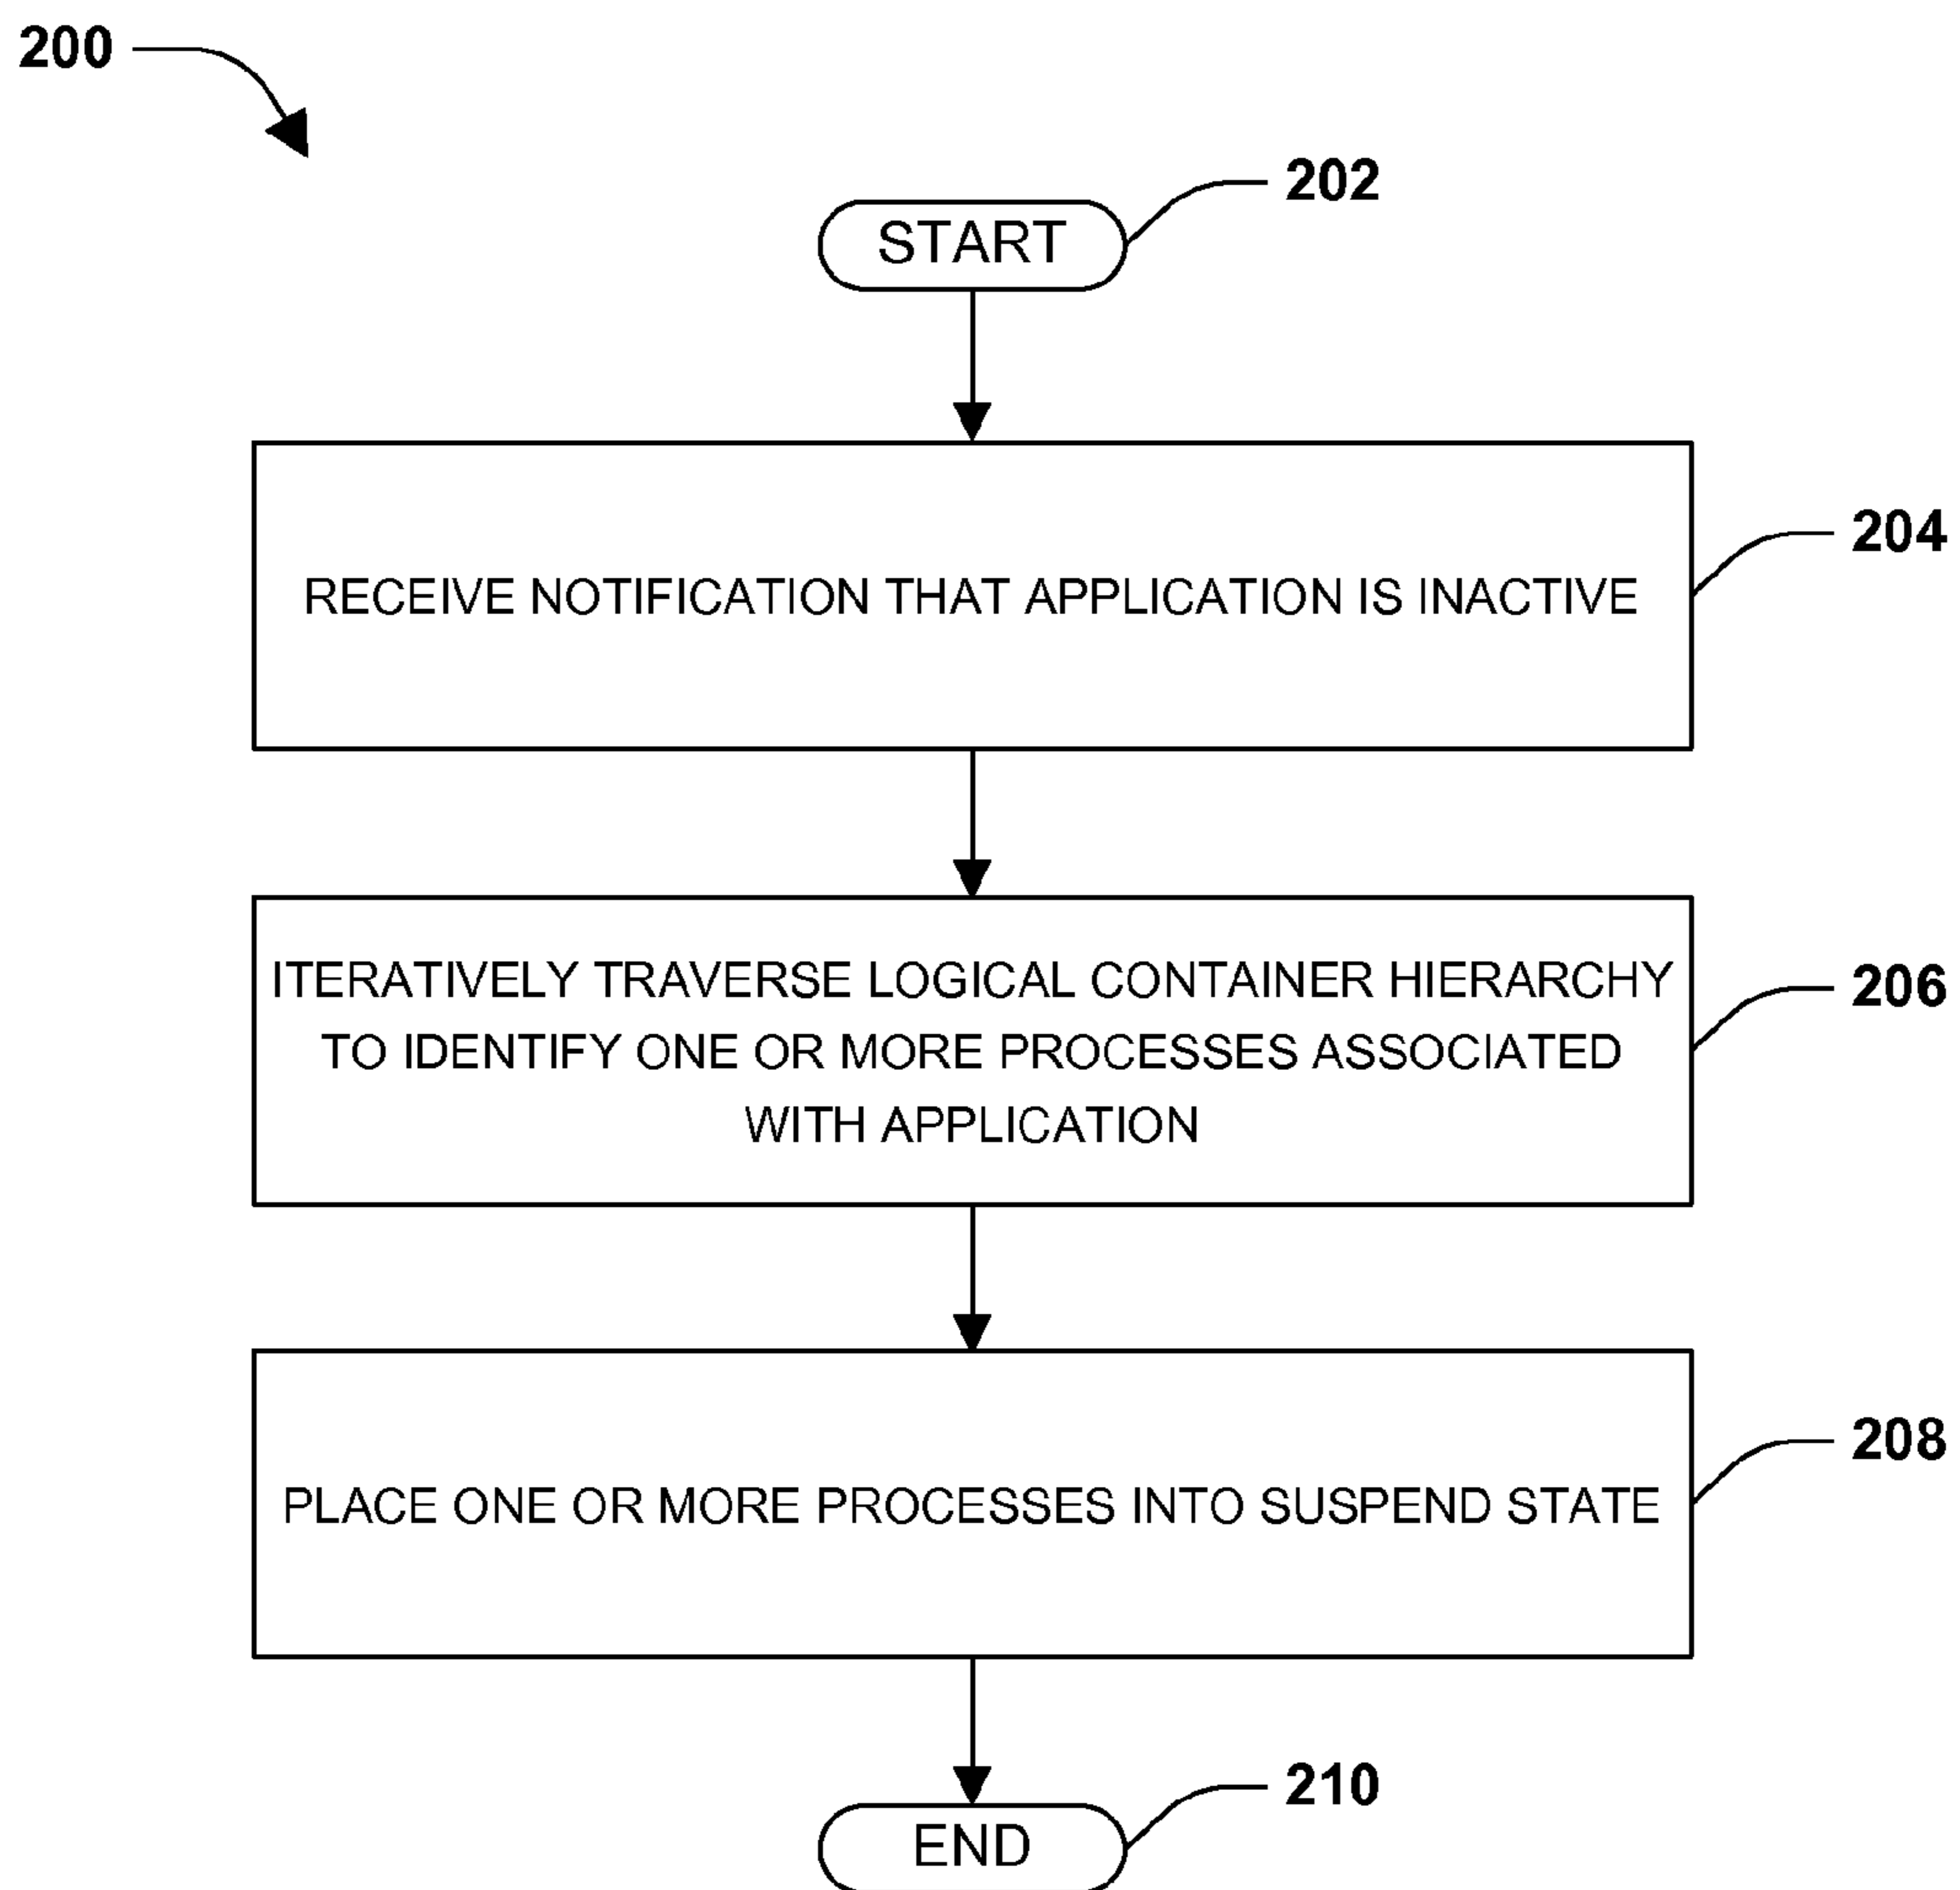 200
202
START
204
RECEIVE NOTIFICATION THAT APPLICATION IS INACTIVE
206
ITERATIVELY TRAVERSE LOGICAL CONTAINER HIERARCHY
TO IDENTIFY ONE OR MORE PROCESSES ASSOCIATED
WITH APPLICATION
208
PLACE ONE OR MORE PROCESSES INTO SUSPEND STATE
210
END